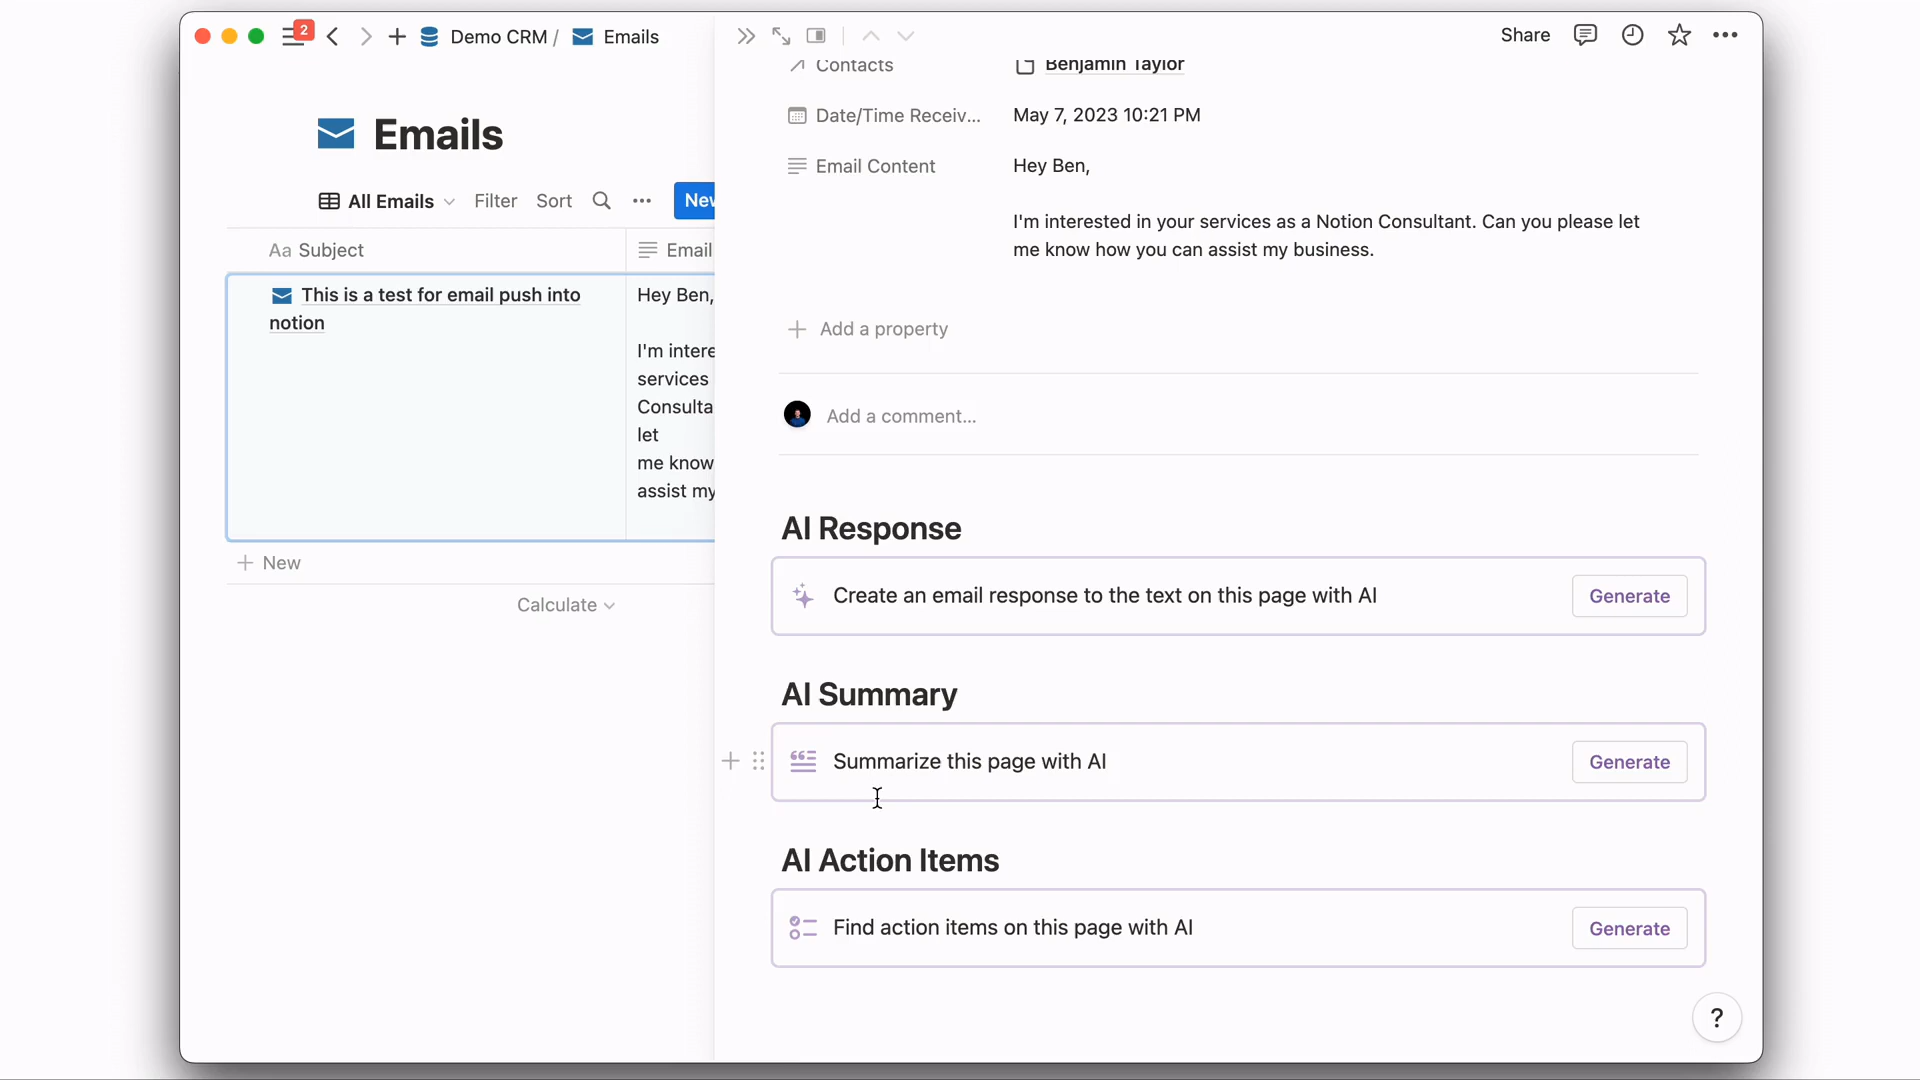 2
Demo CRM / Emails
Share
Emails
All Emails
Filter
Sort
New
Aa Subject
Email
This is a test for email push into
notion
Hey Ben,
I'm intere
services
Consulta
let
me know
assist my
New
Calculate
Contacts
Benjamin Taylor
Date/Time Receiv...
May 7, 2023 10:21 PM
Email Content
Hey Ben,
I'm interested in your services as a Notion Consultant. Can you please let
me know how you can assist my business.
Add a property
Add a comment...
AI Response
Create an email response to the text on this page with AI
Generate
AI Summary
Summarize this page with AI
Generate
AI Action Items
Find action items on this page with AI
Generate
?